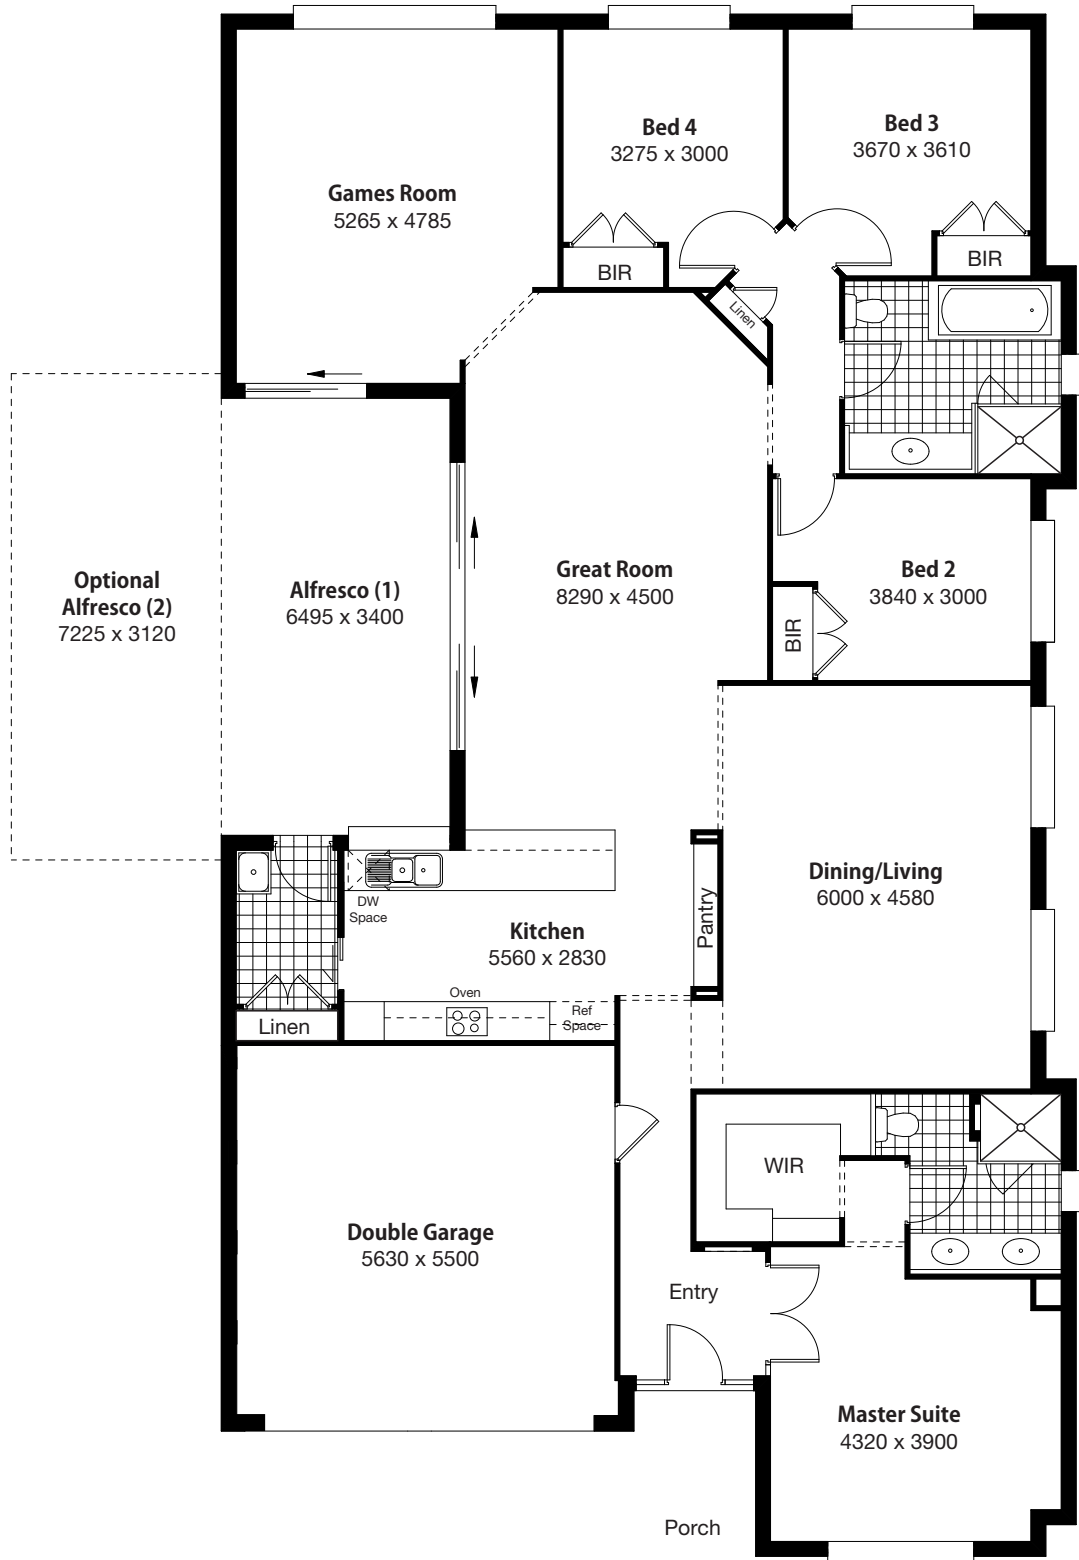 Games Room
5265 x 4785
Bed 4
3275 x 3000
Bed 3
3670 x 3610
BIR
BIR
Linen
Optional
Alfresco (2)
7225 x 3120
Alfresco (1)
6495 x 3400
Great Room
8290 x 4500
Bed 2
3840 x 3000
BIR
Dining/Living
6000 x 4580
DW
Space
Kitchen
5560 x 2830
Pantry
Oven
Ref
Space
Linen
Double Garage
5630 x 5500
WIR
Entry
Master Suite
4320 x 3900
Porch